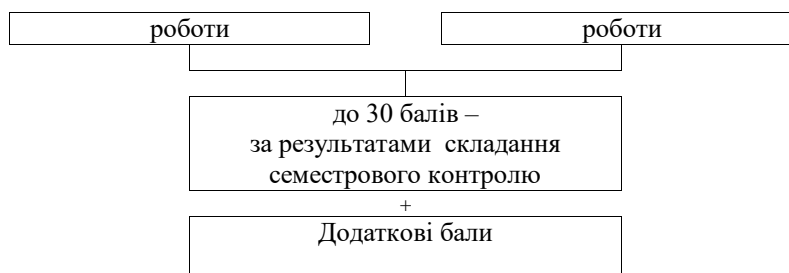 роботи
роботи
до 30 балів –
за результатами складання
семестрового контролю
+
Додаткові бали